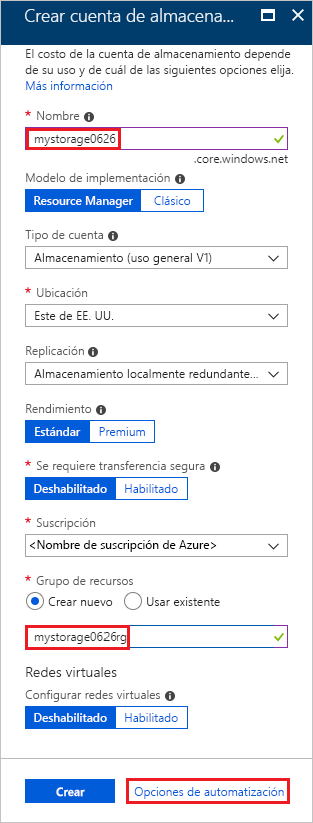 Crear cuenta de almacena...
El costo de la cuenta de almacenamiento depende
de su uso y de cuál de las siguientes opciones elija.
Más información
* Nombre
mystorage0626
.core.windows.net
Modelo de implementación
Resource Manager Clásico
Tipo de cuenta
Almacenamiento (uso general V1)
* Ubicación
Este de EE. UU.
Replicación
Almacenamiento localmente redundante...
Rendimiento
Estándar Premium
* Se requiere transferencia segura
Deshabilitado Habilitado
* Suscripción
<Nombre de suscripción de Azure>
* Grupo de recursos
Crear nuevo Usar existente
mystorage0626rg
Redes virtuales
Configurar redes virtuales
Deshabilitado Habilitado
Crear Opciones de automatización